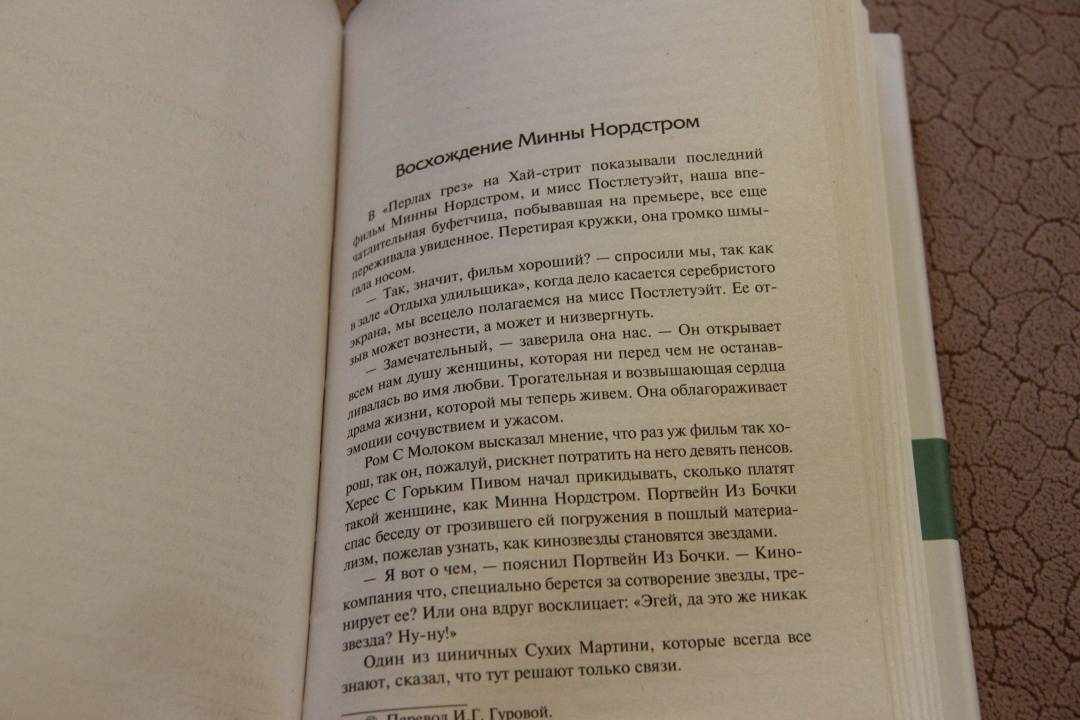 Восхождение Минны Нордстром
В «Перлах грез» на Хай-стрит показывали последний
фильм Минны Нордстром, и мисс Постлетуэйт, наша впе-
чатлительная буфетчица, побывавшая на премьере, все еще
переживала увиденное. Перетирая кружки, она громко шмы-
гала носом.
— Так, значит, фильм хороший? — спросили мы, так как
в зале «Отдыха удильщика», когда дело касается серебристого
экрана, мы всецело полагаемся на мисс Постлетуэйт. Ее от-
зыв может вознести, а может и низвергнуть.
— Замечательный, — заверила она нас. — Он открывает
всем нам душу женщины, которая ни перед чем не останав-
ливалась во имя любви. Трогательная и возвышающая сердца
драма жизни, которой мы теперь живем. Она облагораживает
эмоции сочувствием и ужасом.
Ром С Молоком высказал мнение, что раз уж фильм так хо-
рош, так он, пожалуй, рискнет потратить на него девять пенсов.
Херес С Горьким Пивом начал прикидывать, сколько платят
такой женщине, как Минна Нордстром. Портвейн Из Бочки
спас беседу от грозившего ей погружения в пошлый материа-
лизм, пожелав узнать, как кинозвезды становятся звездами.
— Я вот о чем, — пояснил Портвейн Из Бочки. — Кино-
компания что, специально берется за сотворение звезды, тре-
нирует ее? Или она вдруг восклицает: «Эгей, да это же никак
звезда? Ну-ну!»
Один из циничных Сухих Мартини, которые всегда все
знают, сказал, что тут решают только связи.
© Перевод И.Г. Гуровой.